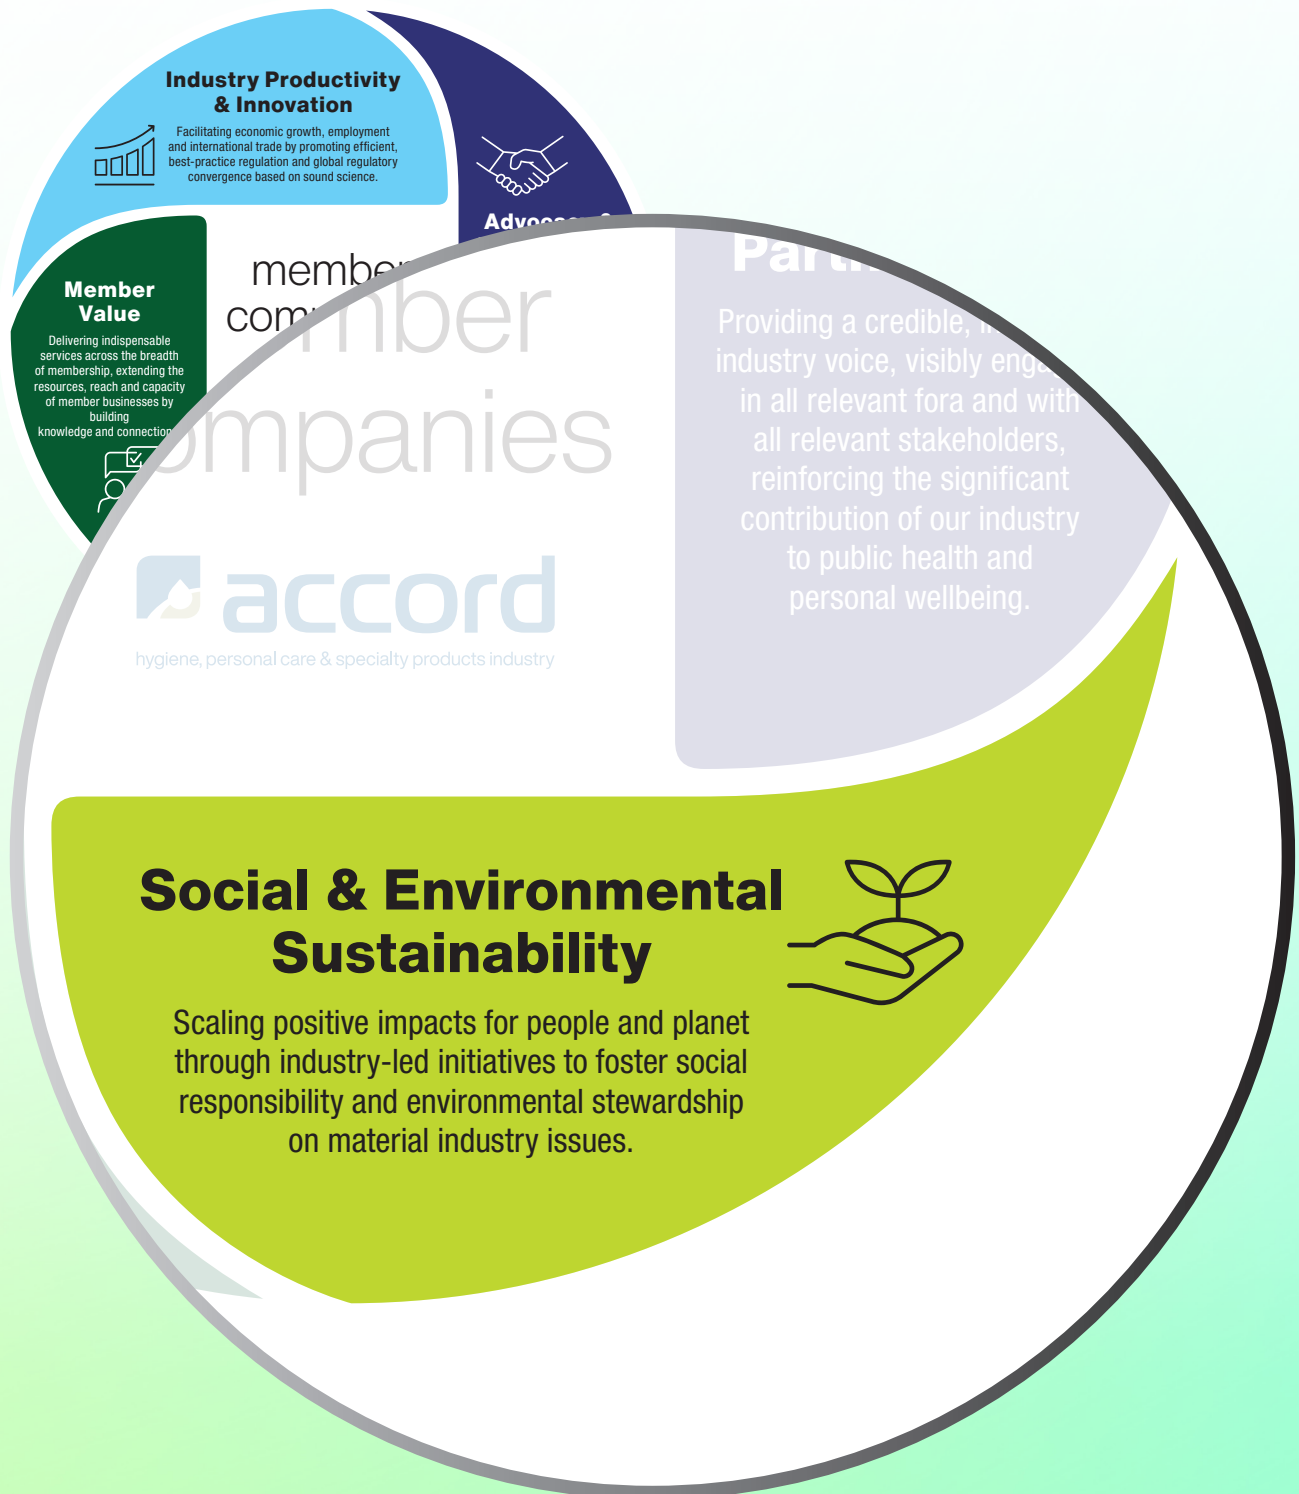 Industry Productivity
& Innovation
Facilitating economic growth, employment
and international trade by promoting efficient,
best-practice regulation and global regulatory
convergence based on sound science.
Member
Value
Delivering indispensable
services across the breadth
of membership, extending the
resources, reach and capacity
of member businesses by
building
knowledge and connection
member
mber
ompanies
Providing a credible,
industry voice, visibly
in all relevant fora and with
all relevant stakeholders,
reinforcing the significant
contribution of our industry
to public health and
personal wellbeing.
accord
hygiene, personal care & specialty products industry
Social & Environmental
Sustainability
Scaling positive impacts for people and planet
through industry-led initiatives to foster social
responsibility and environmental stewardship
on material industry issues.